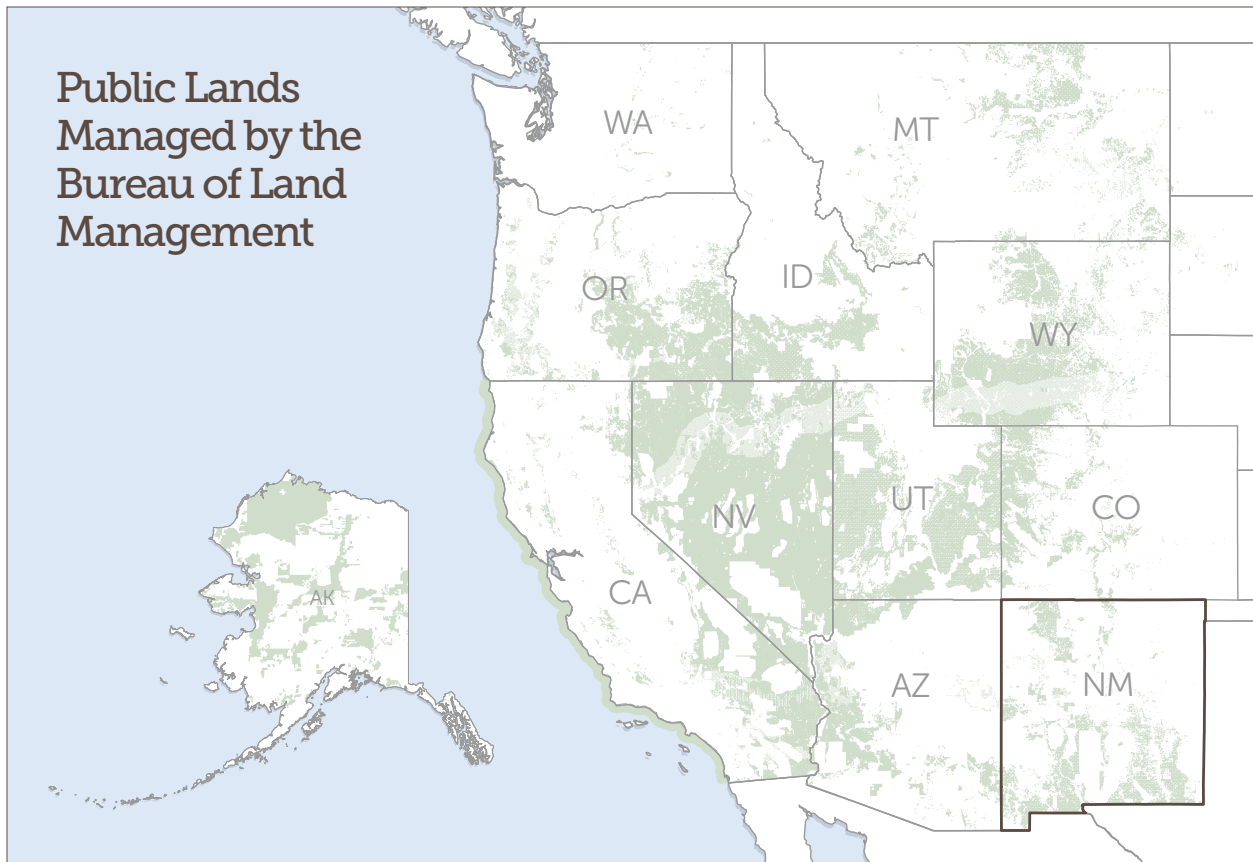 Public Lands
Managed by the
Bureau of Land
Management
WA
MT
OR
ID
WY
NV
UT
CO
CA
AK
AZ
NM